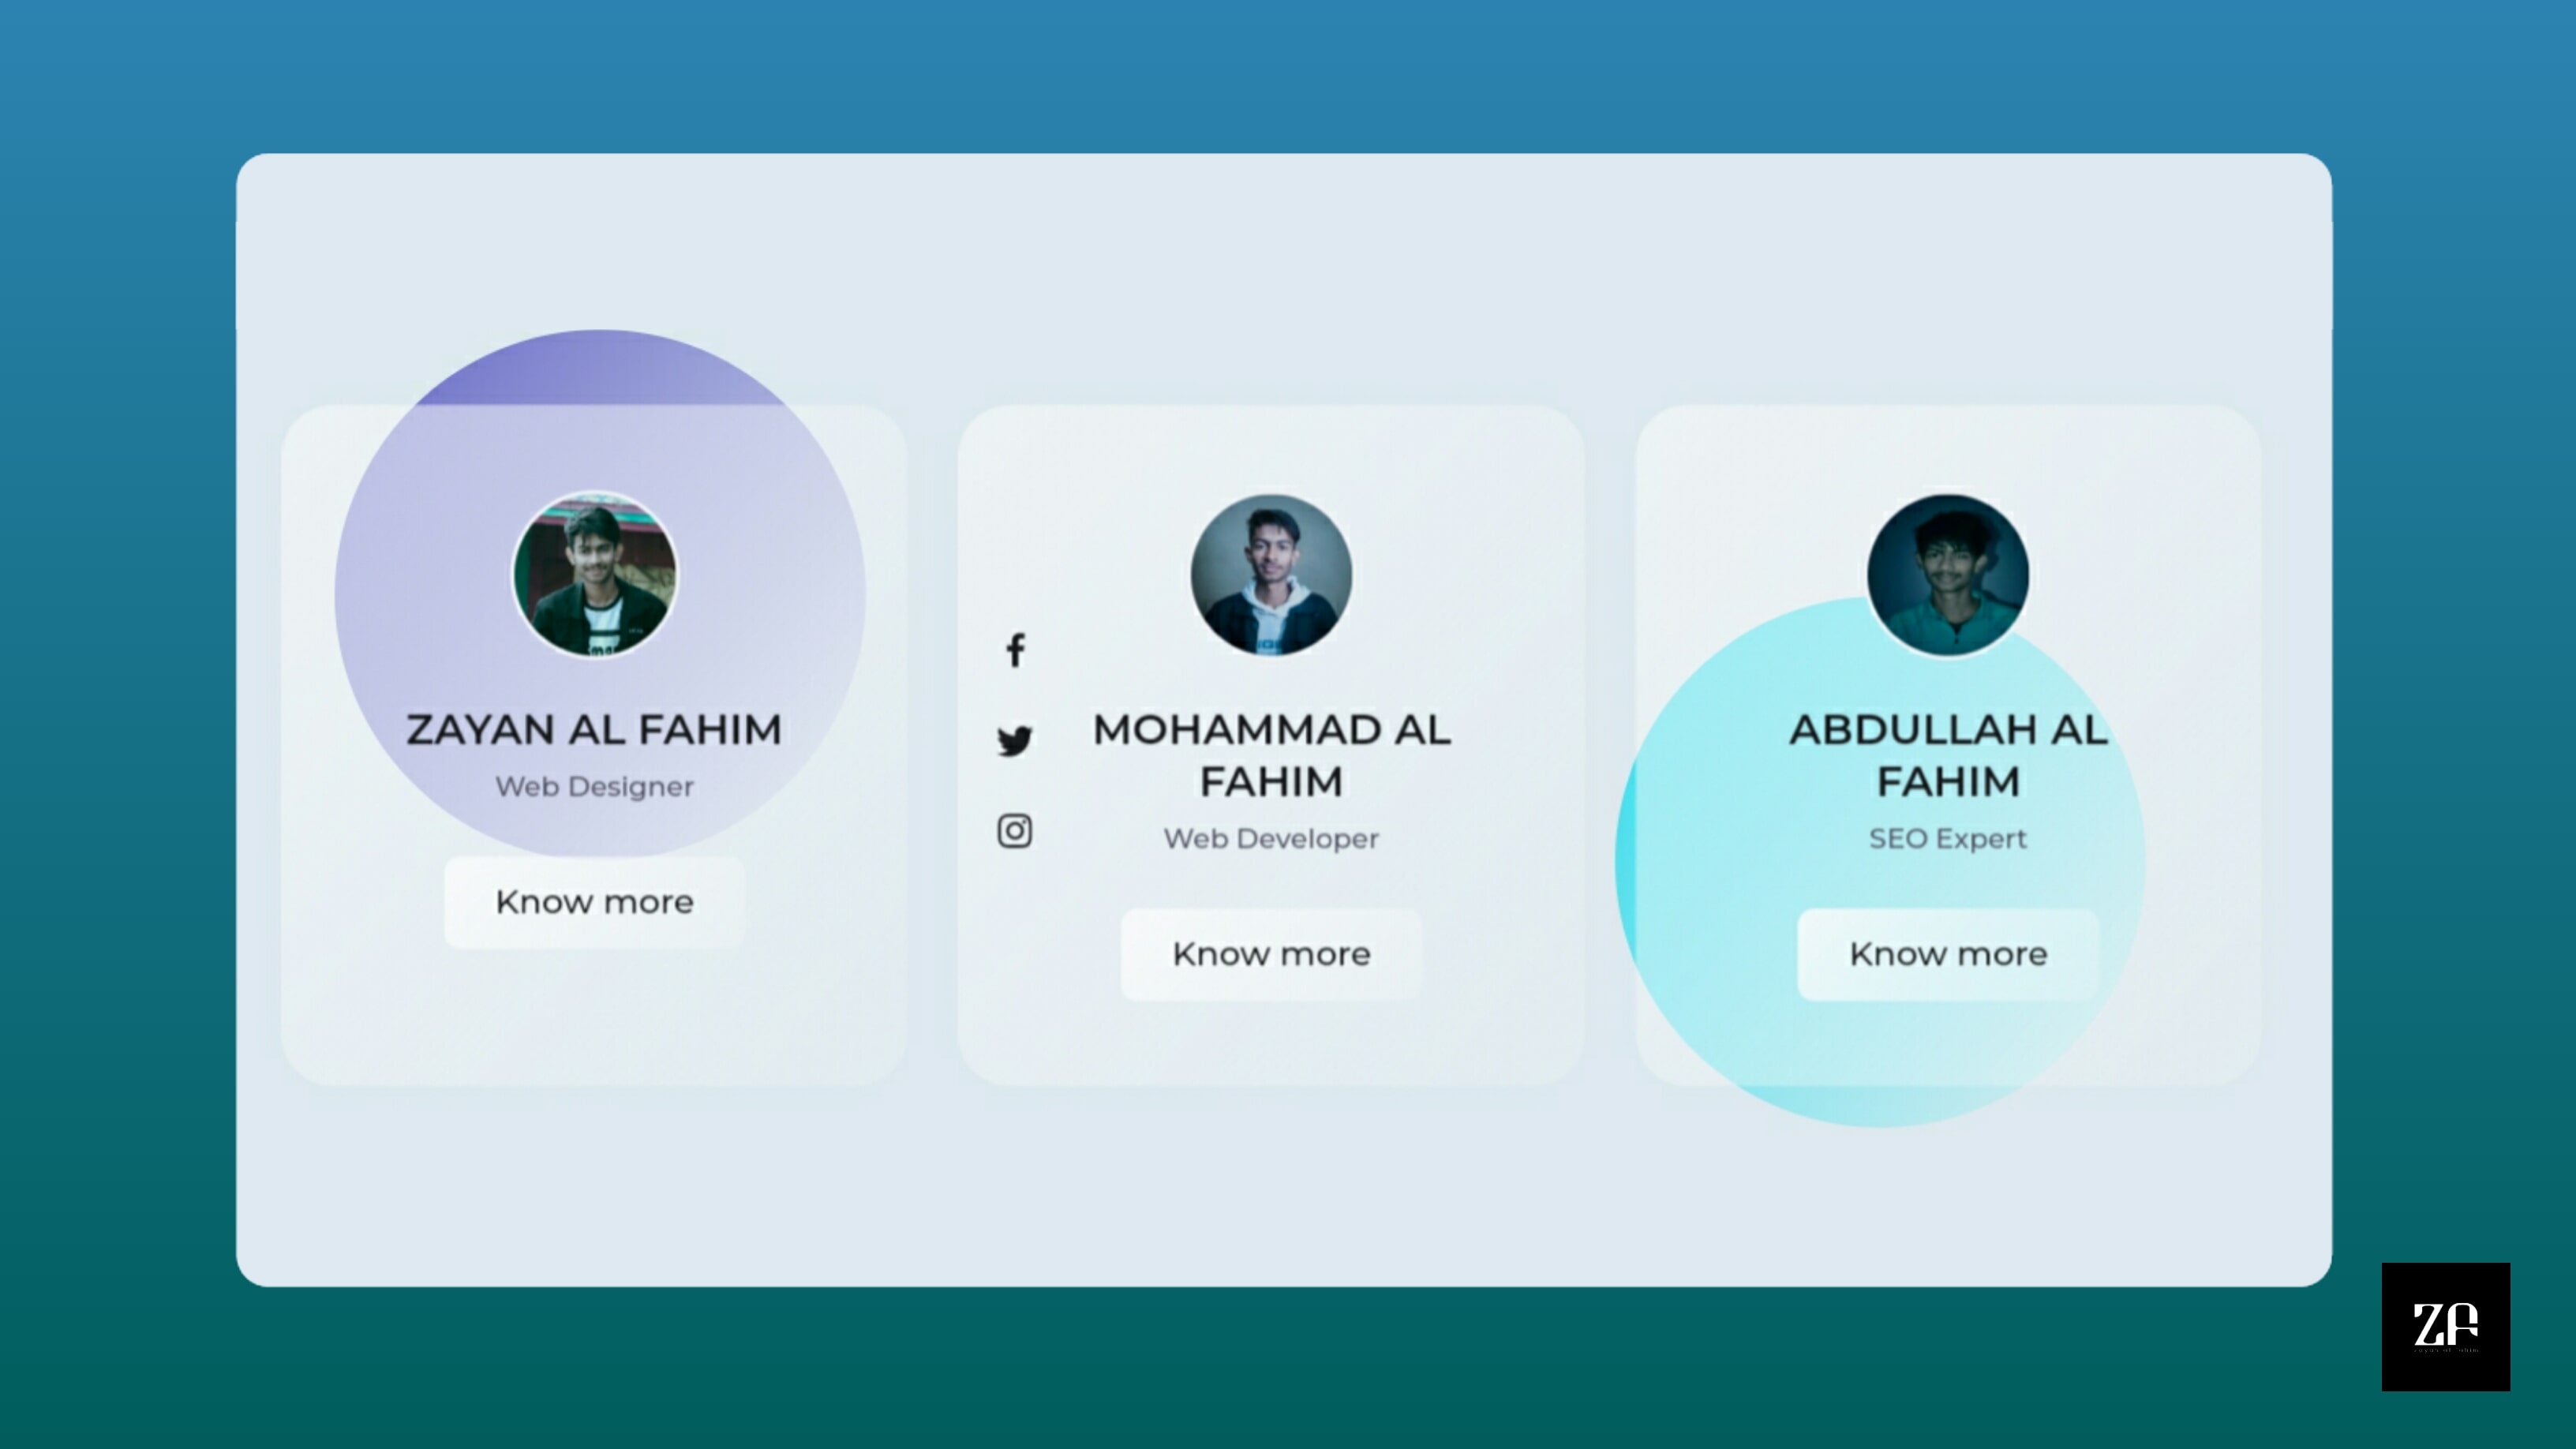 ZAYAN AL FAHIM
Web Designer
Know more
MOHAMMAD AL
FAHIM
Web Developer
Know more
ABDULLAH AL
FAHIM
SEO Expert
Know more
ZA